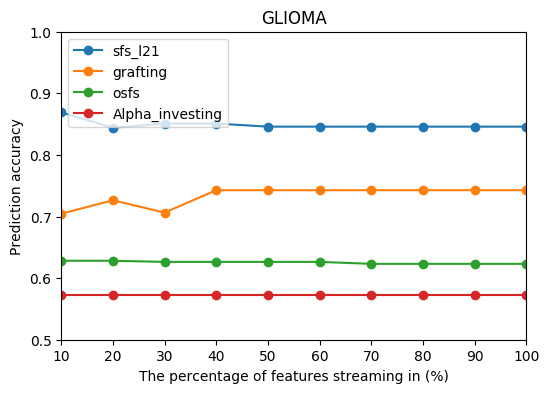 GLIOMA
sfs_l21
grafting
osfs
Alpha_investing
Prediction accuracy
1.0
0.9
0.8
0.7
0.6
0.5
10 20 30 40 50 60 70 80 90 100
The percentage of features streaming in (%)